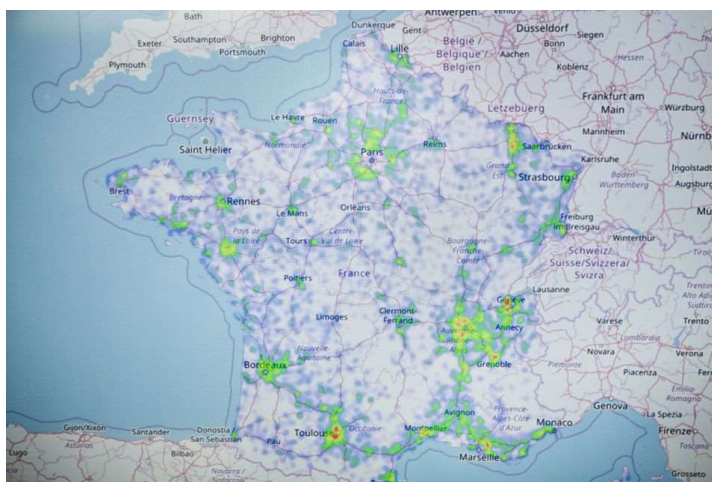 Bath
Dunkerque
Antwerpen
Düsseldorf
Exeter
Southampton
Brighton
Gent
Siegen
Plymouth
Portsmouth
Calais
Lille
België /
Belgique /
Belgien
Aachen
Bonn
Koblenz
Hessen
Hauts-de-
France
Frankfurt am
Main
Würzburg
Guernsey
Le Havre
Rouen
Lëtzebuerg
Mannheim
Saint Helier
Normandie
Paris
Reims
Saarbrücken
Karlsruhe
Ingolstadt
Grand
Est
Strasbourg
Baden-
Württemberg
Augsburg
Brest
Bretagne
Rennes
Le Mans
Orléans
Freiburg
im Breisgau
Pays de
la Loire
Tours
Centre-
Val de Loire
Bourgogne-
Franche-
Comté
Winterthur
Schweiz/
Suisse/Svizzera/
Svizra
Tirol
France
Poitiers
Lausanne
Genève
Limoges
Clermont-
Ferrand
Annecy
Varese
Trento
Lombardia
Novara
Verona
Nouvelle-
Aquitaine
Bordeaux
Grenoble
Piemonte
Piacenza
Emilia-
Romagna
Gijón/Xixón
Santander
Donostia /
San Sebastián
Toulouse
Occitanie
Montpellier
Avignon
Provence-
Alpes-Côte
d'Azur
Monaco
Genova
La Spezia
Firenze
Lugo
Asturias
Bilbao
Pau
Marseille
Toscana
Navarra /
Grosseto